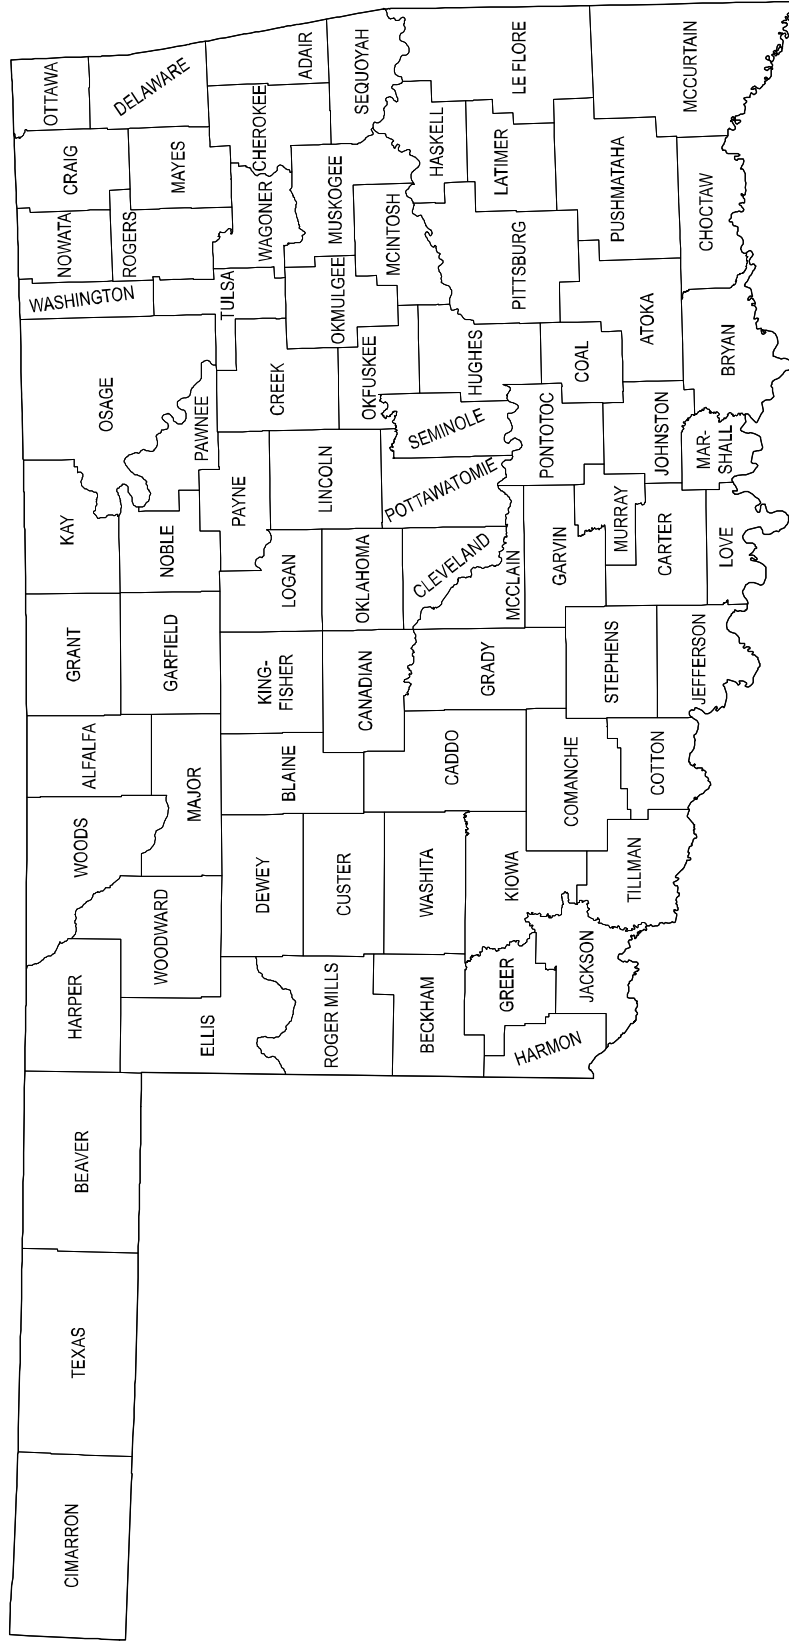 CIMARRON
TEXAS
BEAVER
HARPER
ELLIS
WOODWARD
WOODS
ALFALFA
MAJOR
GRANT
GARFIELD
KAY
NOBLE
OSAGE
PAWNEE
WASHINGTON
NOWATA
ROGERS
CRAIG
MAYES
OTTAWA
DELAWARE
TULSA
WAGONER
CHEROKEE
ADAIR
ROGER MILLS
DEWEY
CUSTER
BLAINE
KING-
FISHER
CANADIAN
LOGAN
OKLAHOMA
PAYNE
LINCOLN
CREEK
OKFUSKEE
OKMULGEE
MUSKOGEE
MCINTOSH
SEQUOYAH
BECKHAM
WASHITA
CADDO
GRADY
CLEVELAND
MCCLAIN
POTTAWATOMIE
SEMINOLE
HUGHES
PITTSBURG
HASKELL
LATIMER
LE FLORE
HARMON
GREER
JACKSON
KIOWA
TILLMAN
COMANCHE
COTTON
STEPHENS
JEFFERSON
GARVIN
MURRAY
CARTER
LOVE
PONTOTOC
JOHNSTON
MAR-
SHALL
COAL
ATOKA
BRYAN
PUSHMATAHA
CHOCTAW
MCCURTAIN